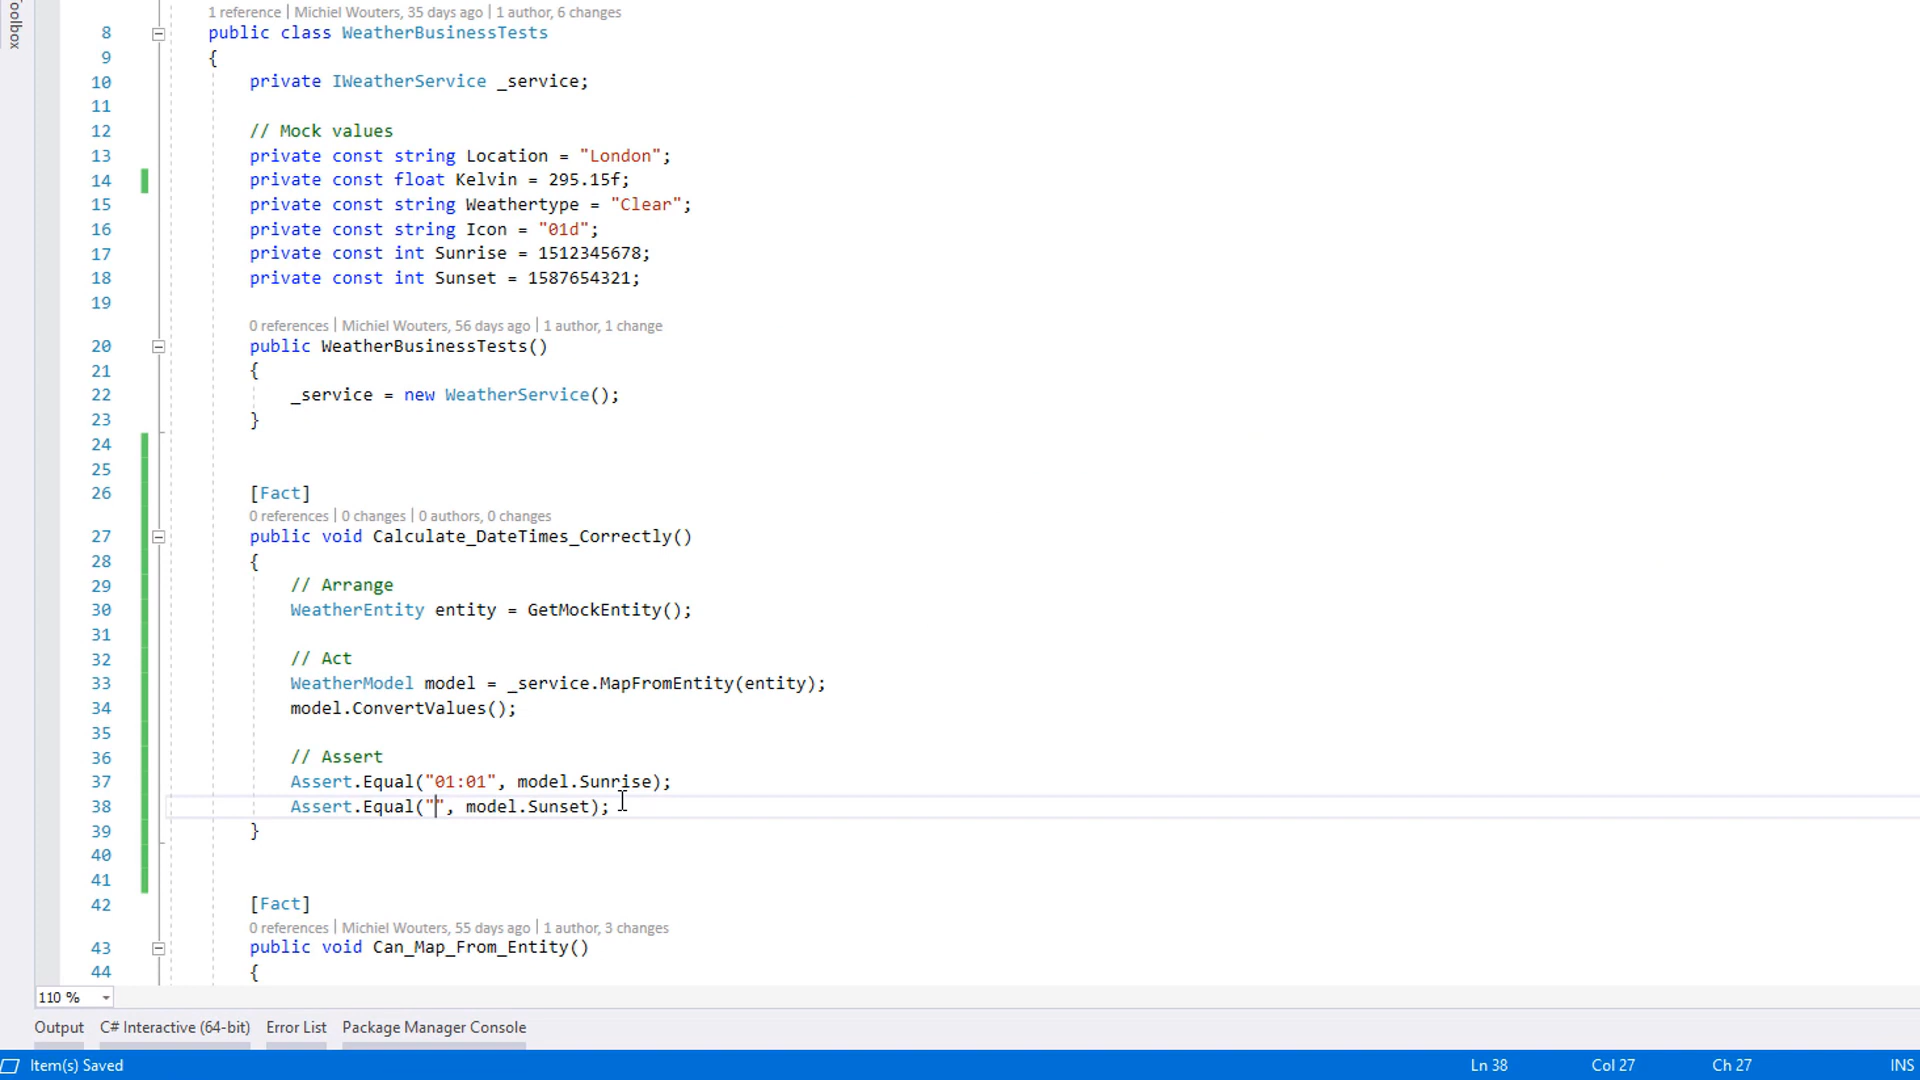 Toolbox
1 reference | Michiel Wouters, 35 days ago | 1 author, 6 changes
8 public class WeatherBusinessTests
9 {
10 private IWeatherService _service;
11
12 // Mock values
13 private const string Location = "London";
14 private const float Kelvin = 295.15f;
15 private const string Weathertype = "Clear";
16 private const string Icon = "01d";
17 private const int Sunrise = 1512345678;
18 private const int Sunset = 1587654321;
19
0 references | Michiel Wouters, 56 days ago | 1 author, 1 change
20 public WeatherBusinessTests()
21 {
22 _service = new WeatherService();
23 }
24
25
26 [Fact]
0 references | 0 changes | 0 authors, 0 changes
27 public void Calculate_DateTimes_Correctly()
28 {
29 // Arrange
30 WeatherEntity entity = GetMockEntity();
31
32 // Act
33 WeatherModel model = _service.MapFromEntity(entity);
34 model.ConvertValues();
35
36 // Assert
37 Assert.Equal("01:01", model.Sunrise);
38 Assert.Equal("", model.Sunset);
39 }
40
41
42 [Fact]
0 references | Michiel Wouters, 55 days ago | 1 author, 3 changes
43 public void Can_Map_From_Entity()
44 {
110 %
Output C# Interactive (64-bit) Error List Package Manager Console
Item(s) Saved Ln 38 Col 27 Ch 27 INS